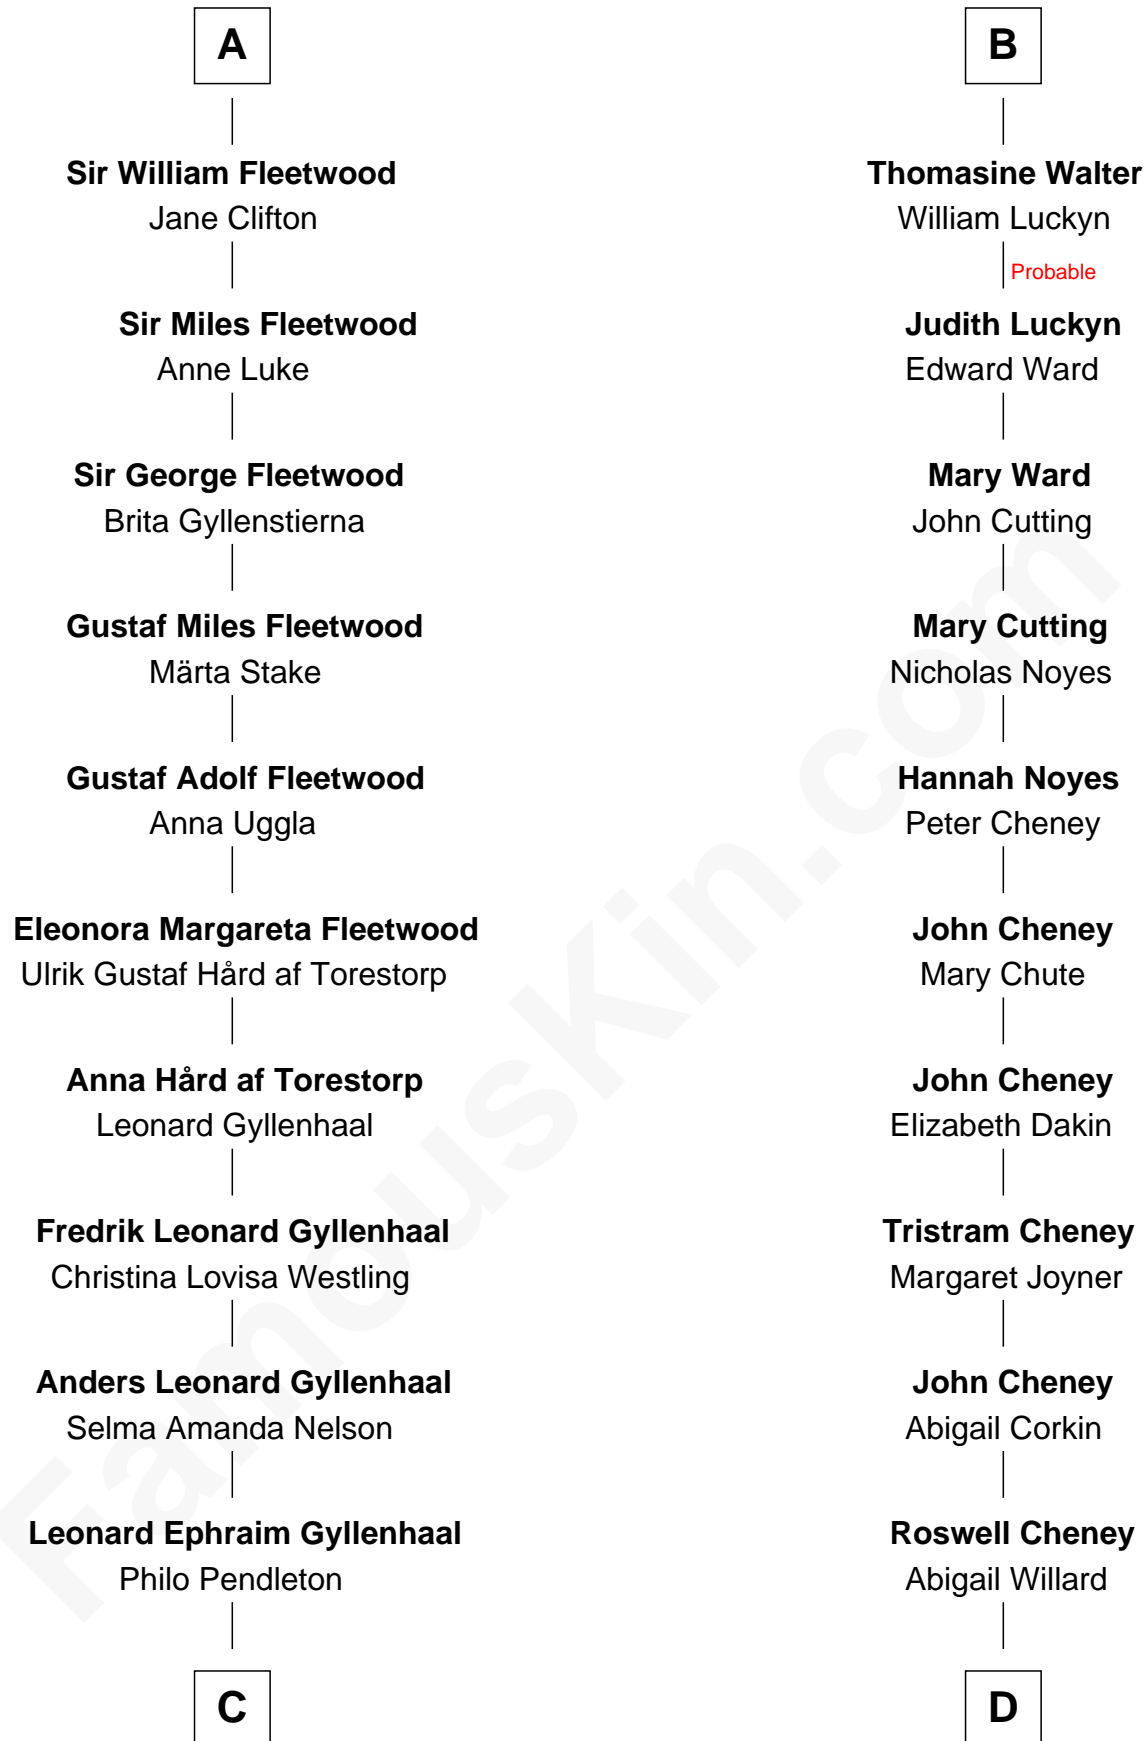 A
Sir William Fleetwood
Jane Clifton
Sir Miles Fleetwood
Anne Luke
Sir George Fleetwood
Brita Gyllenstierna
Gustaf Miles Fleetwood
Märta Stake
Gustaf Adolf Fleetwood
Anna Uggla
Eleonora Margareta Fleetwood
Ulrik Gustaf Hård af Torestorp
Anna Hård af Torestorp
Leonard Gyllenhaal
Fredrik Leonard Gyllenhaal
Christina Lovisa Westling
Anders Leonard Gyllenhaal
Selma Amanda Nelson
Leonard Ephraim Gyllenhaal
Philo Pendleton
C
B
Thomasine Walter
William Luckyn
Probable
Judith Luckyn
Edward Ward
Mary Ward
John Cutting
Mary Cutting
Nicholas Noyes
Hannah Noyes
Peter Cheney
John Cheney
Mary Chute
John Cheney
Elizabeth Dakin
Tristram Cheney
Margaret Joyner
John Cheney
Abigail Corkin
Roswell Cheney
Abigail Willard
D
FamousKin.com